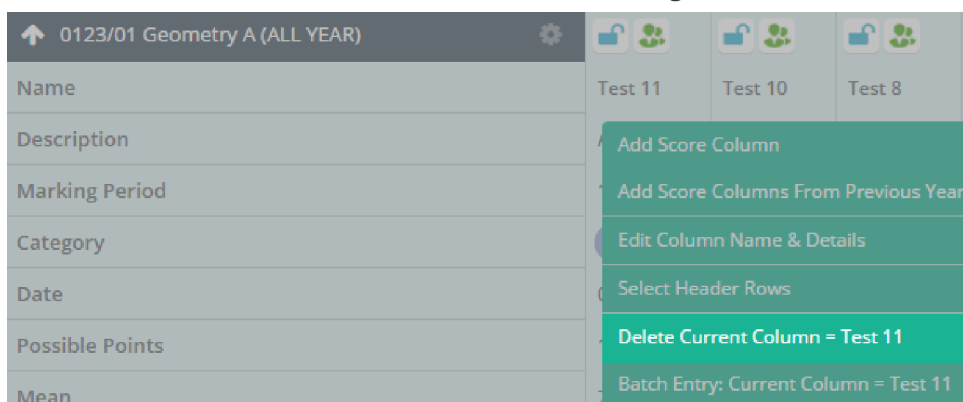 0123/01 Geometry A (ALL YEAR)
Name
Test 11
Test 10
Test 8
Description
Add Score Column
Marking Period
Add Score Columns From Previous Year
Category
Edit Column Name & Details
Date
Select Header Rows
Possible Points
Delete Current Column = Test 11
Mean
Batch Entry: Current Column = Test 11